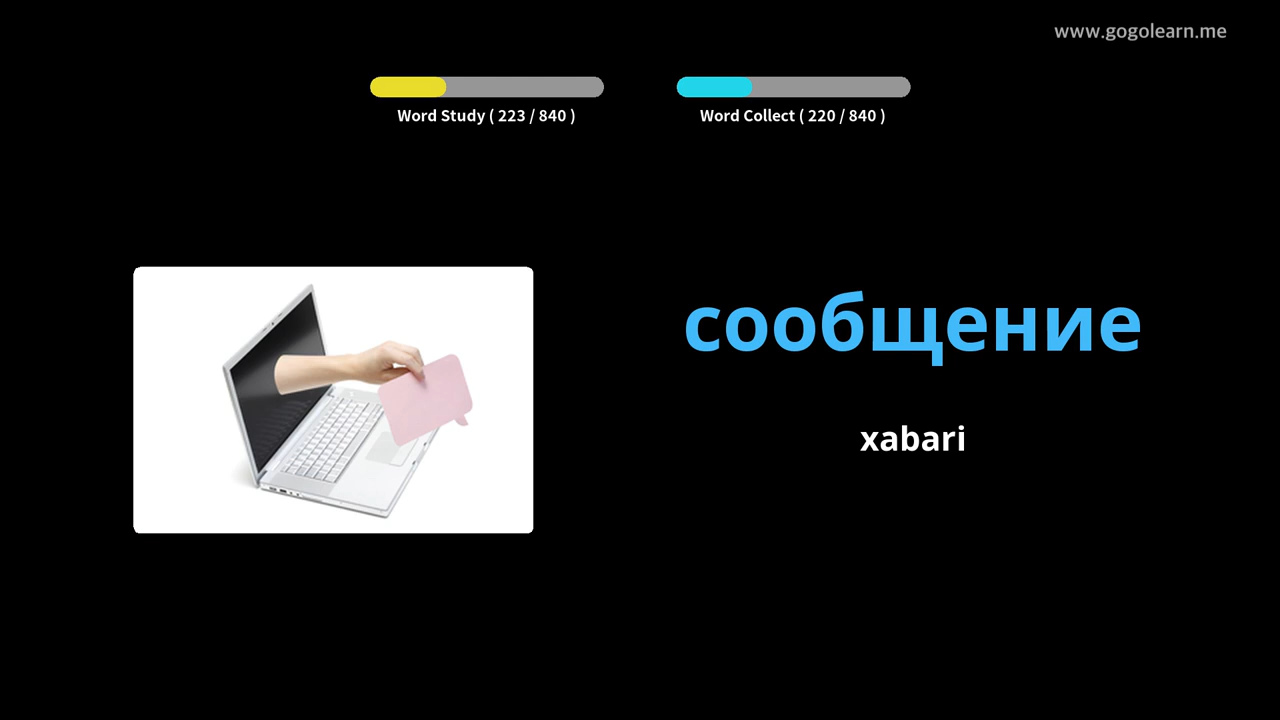 www.gogolearn.me
Word Study ( 223 / 840 )
Word Collect ( 220 / 840 )
сообщение
xabari